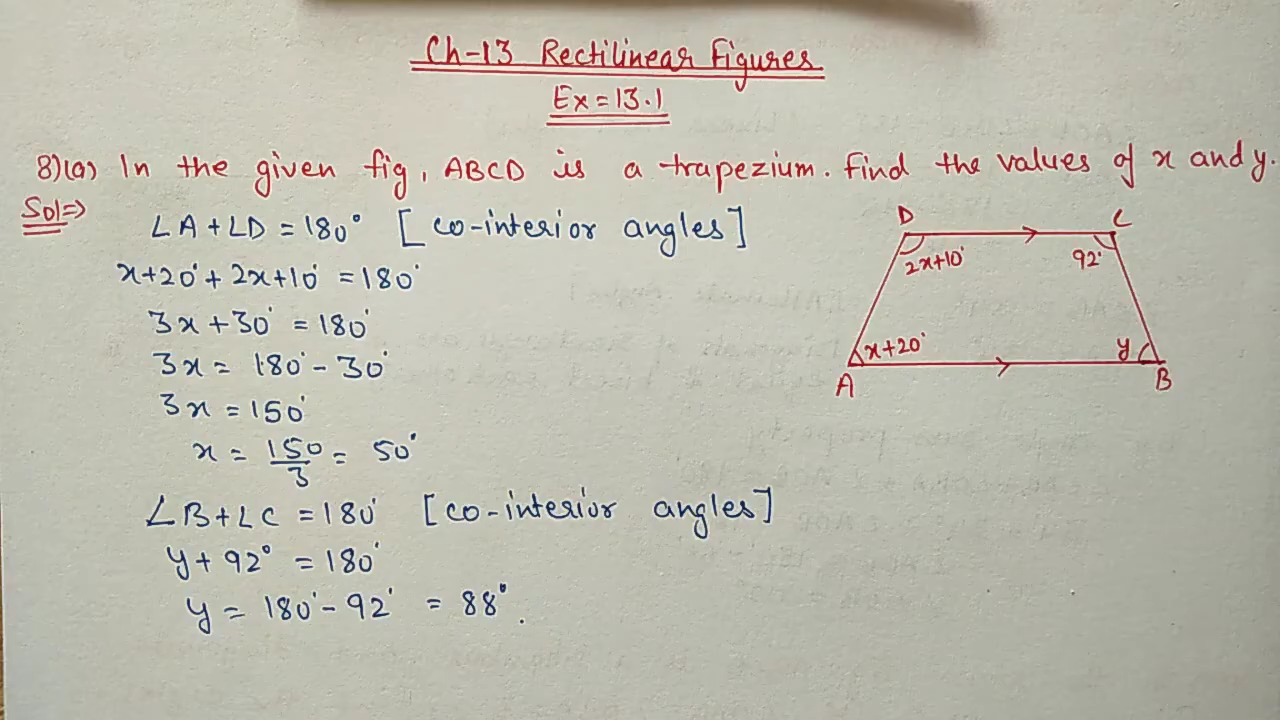 Ch-13 Rectilinear Figures
Ex = 13.1
8)(a) In the given fig, ABCD is a trapezium. Find the values of x and y.
Sol⇒
∠A + ∠D = 180° [co-interior angles]
x + 20° + 2x + 10° = 180°
3x + 30° = 180°
3x = 180° - 30°
3x = 150°
x = 150/3 = 50°
∠B + ∠C = 180° [co-interior angles]
y + 92° = 180°
y = 180° - 92° = 88°.
D C
2x+10° 92°
x+20° y
A B